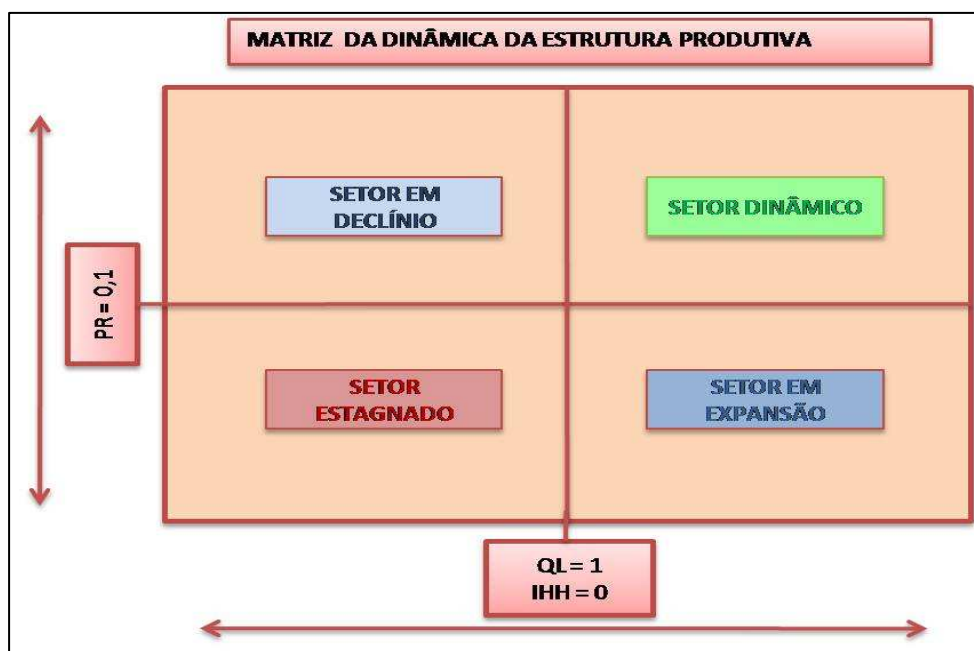 MATRIZ DA DINÂMICA DA ESTRUTURA PRODUTIVA
SETOR EM
DECLÍNIO
SETOR DINÂMICO
PR = 0,1
SETOR
ESTAGNADO
SETOR EM
EXPANSÃO
QL = 1
IHH = 0